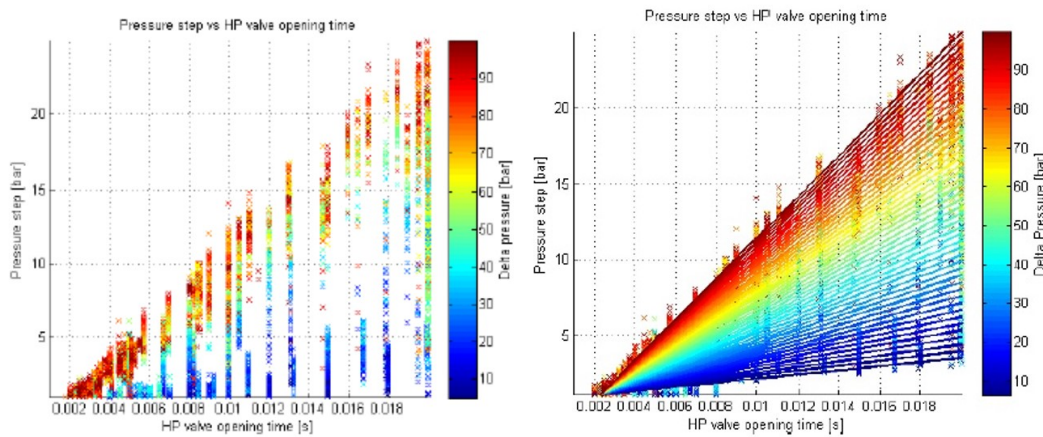 Pressure step vs HP valve opening time
Pressure step [bar]
20
15
10
5
0.002 0.004 0.006 0.008 0.01 0.012 0.014 0.016 0.018
HP valve opening time [s]
90
80
70
60
50
40
30
20
10
Delta pressure [bar]
Pressure step vs HP valve opening time
Pressure step [bar]
20
15
10
5
0.002 0.004 0.006 0.008 0.01 0.012 0.014 0.016 0.018
HP valve opening time [s]
90
80
70
60
50
40
30
20
10
Delta Pressure [bar]